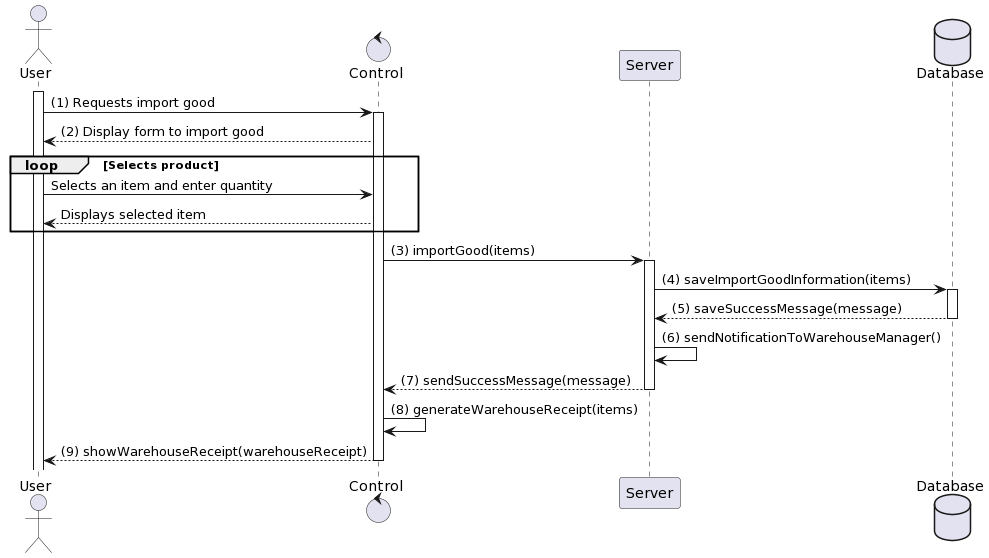 User
Control
Server
Database
(1) Requests import good
(2) Display form to import good
loop [Selects product]
Selects an item and enter quantity
Displays selected item
(3) importGood(items)
(4) saveImportGoodInformation(items)
(5) saveSuccessMessage(message)
(6) sendNotificationToWarehouseManager()
(7) sendSuccessMessage(message)
(8) generateWarehouseReceipt(items)
(9) showWarehouseReceipt(warehouseReceipt)
User
Control
Server
Database